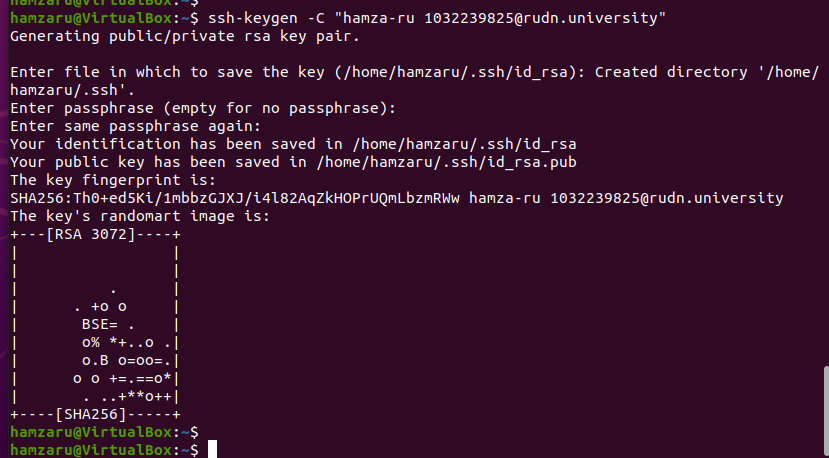 hamzaru@VirtualBox:~$
hamzaru@VirtualBox:~$ ssh-keygen -C "hamza-ru 1032239825@rudn.university"
Generating public/private rsa key pair.
Enter file in which to save the key (/home/hamzaru/.ssh/id_rsa): Created directory '/home/
hamzaru/.ssh'.
Enter passphrase (empty for no passphrase):
Enter same passphrase again:
Your identification has been saved in /home/hamzaru/.ssh/id_rsa
Your public key has been saved in /home/hamzaru/.ssh/id_rsa.pub
The key fingerprint is:
SHA256:Th0+ed5Ki/1mbbzGJXJ/i4l82AqZkHOPrUQmLbzmRWw hamza-ru 1032239825@rudn.university
The key's randomart image is:
+---[RSA 3072]----+
|                 |
|                 |
|          .      |
|      . +o o     |
|       BSE= .    |
|       o% *+..o .|
|       o.B o=oo=.|
|      o o +=.==o*|
|       . ..+**o++|
+----[SHA256]-----+
hamzaru@VirtualBox:~$
hamzaru@VirtualBox:~$